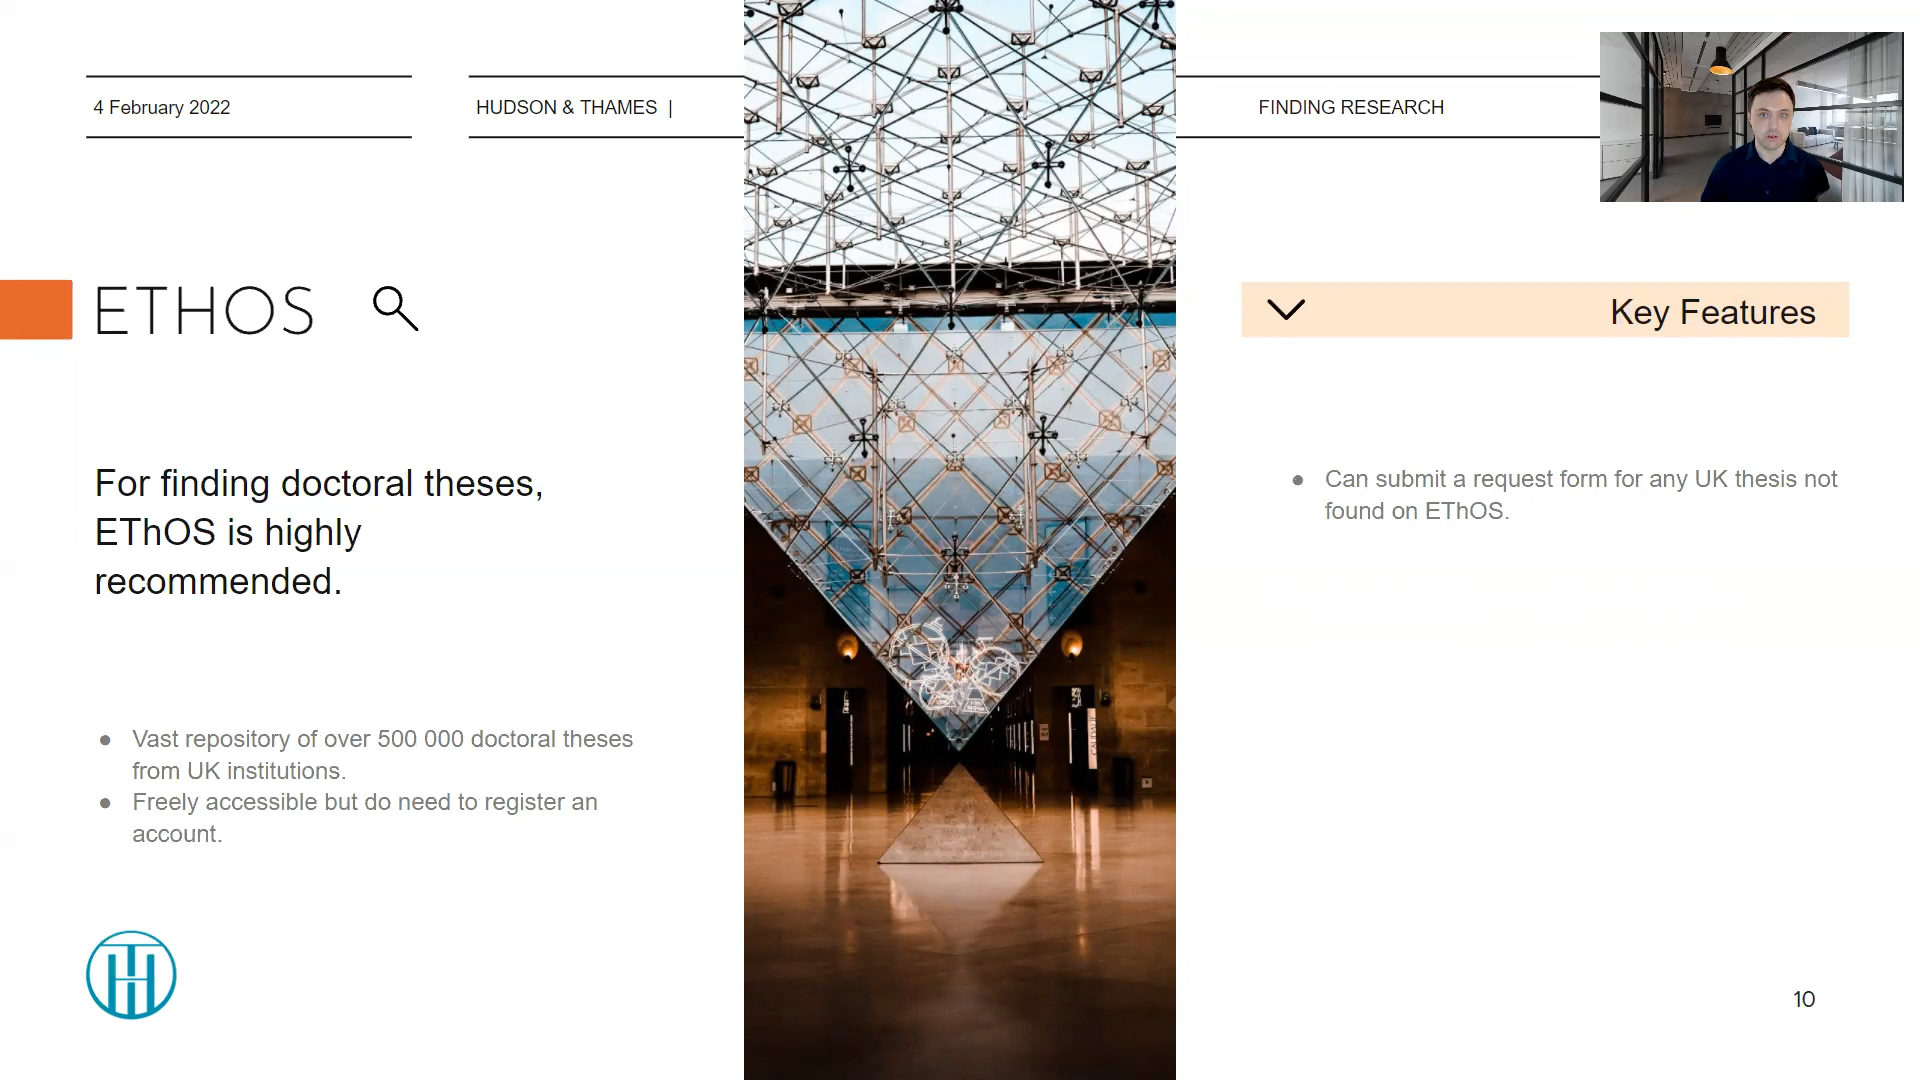 4 February 2022
HUDSON & THAMES |
FINDING RESEARCH
ETHOS
Key Features
For finding doctoral theses,
EThOS is highly
recommended.
● Can submit a request form for any UK thesis not
found on EThOS.
● Vast repository of over 500 000 doctoral theses
from UK institutions.
● Freely accessible but do need to register an
account.
10